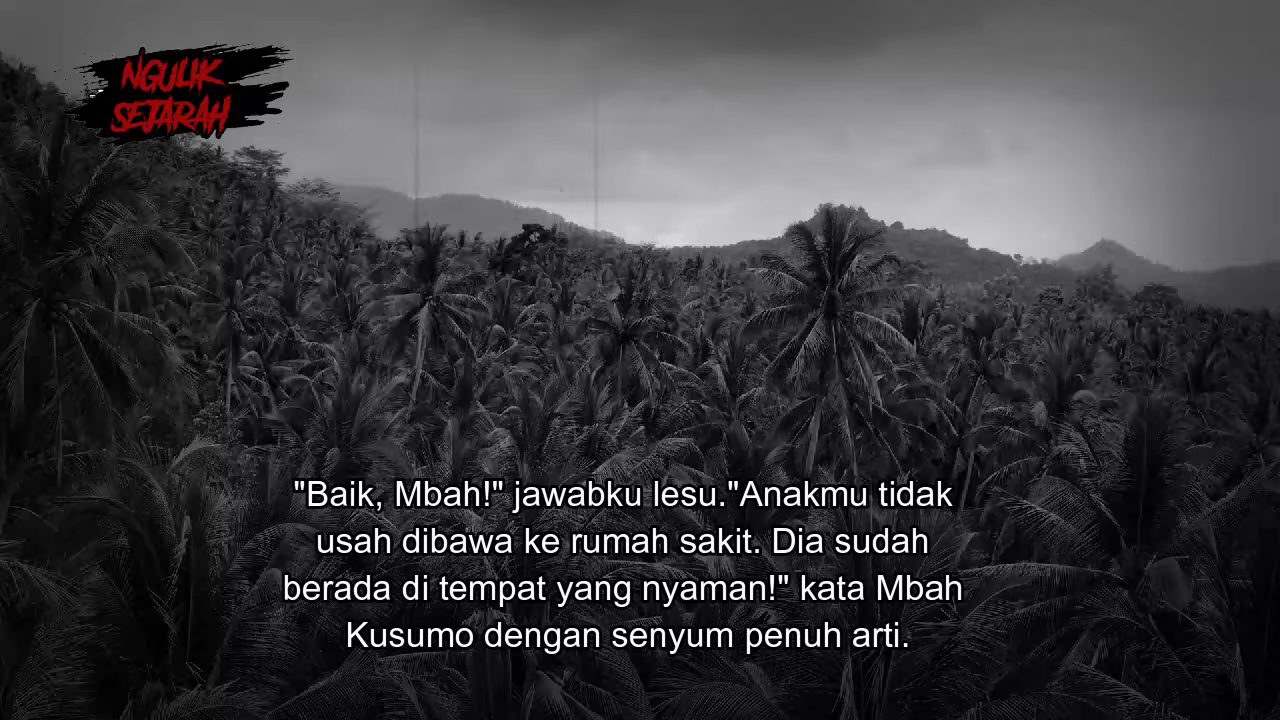 NGULIK
SEJARAH
"Baik, Mbah!" jawabku lesu."Anakmu tidak
usah dibawa ke rumah sakit. Dia sudah
berada di tempat yang nyaman!" kata Mbah
Kusumo dengan senyum penuh arti.